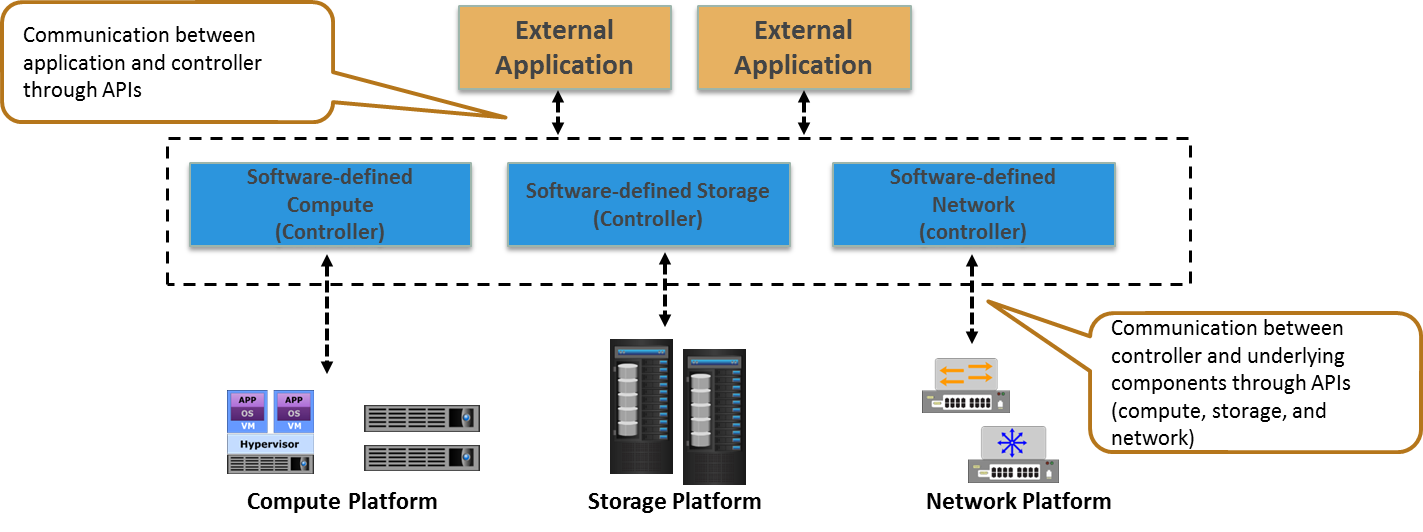 Communication between
application and controller
through APIs
External
Application
External
Application
Software-defined
Compute
(Controller)
Software-defined Storage
(Controller)
Software-defined
Network
(controller)
Communication between
controller and underlying
components through APIs
(compute, storage, and
network)
APP
OS
VM
APP
OS
VM
Hypervisor
Compute Platform
Storage Platform
Network Platform